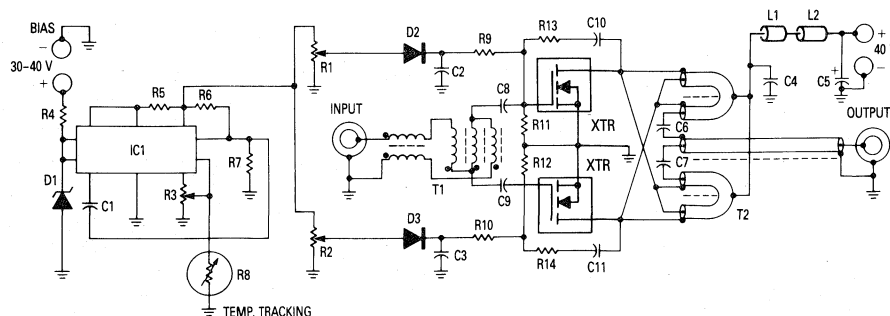 BIAS
–
30–40 V
+
R4
D1
C1
IC1
R5
R6
R7
R3
R8
TEMP. TRACKING
R1
R2
D2
C2
R9
INPUT
T1
C8
C9
D3
C3
R10
R13
C10
R11
XTR
R12
XTR
R14
C11
C6
C7
T2
L1
L2
C4
C5
+
+
40
–
OUTPUT